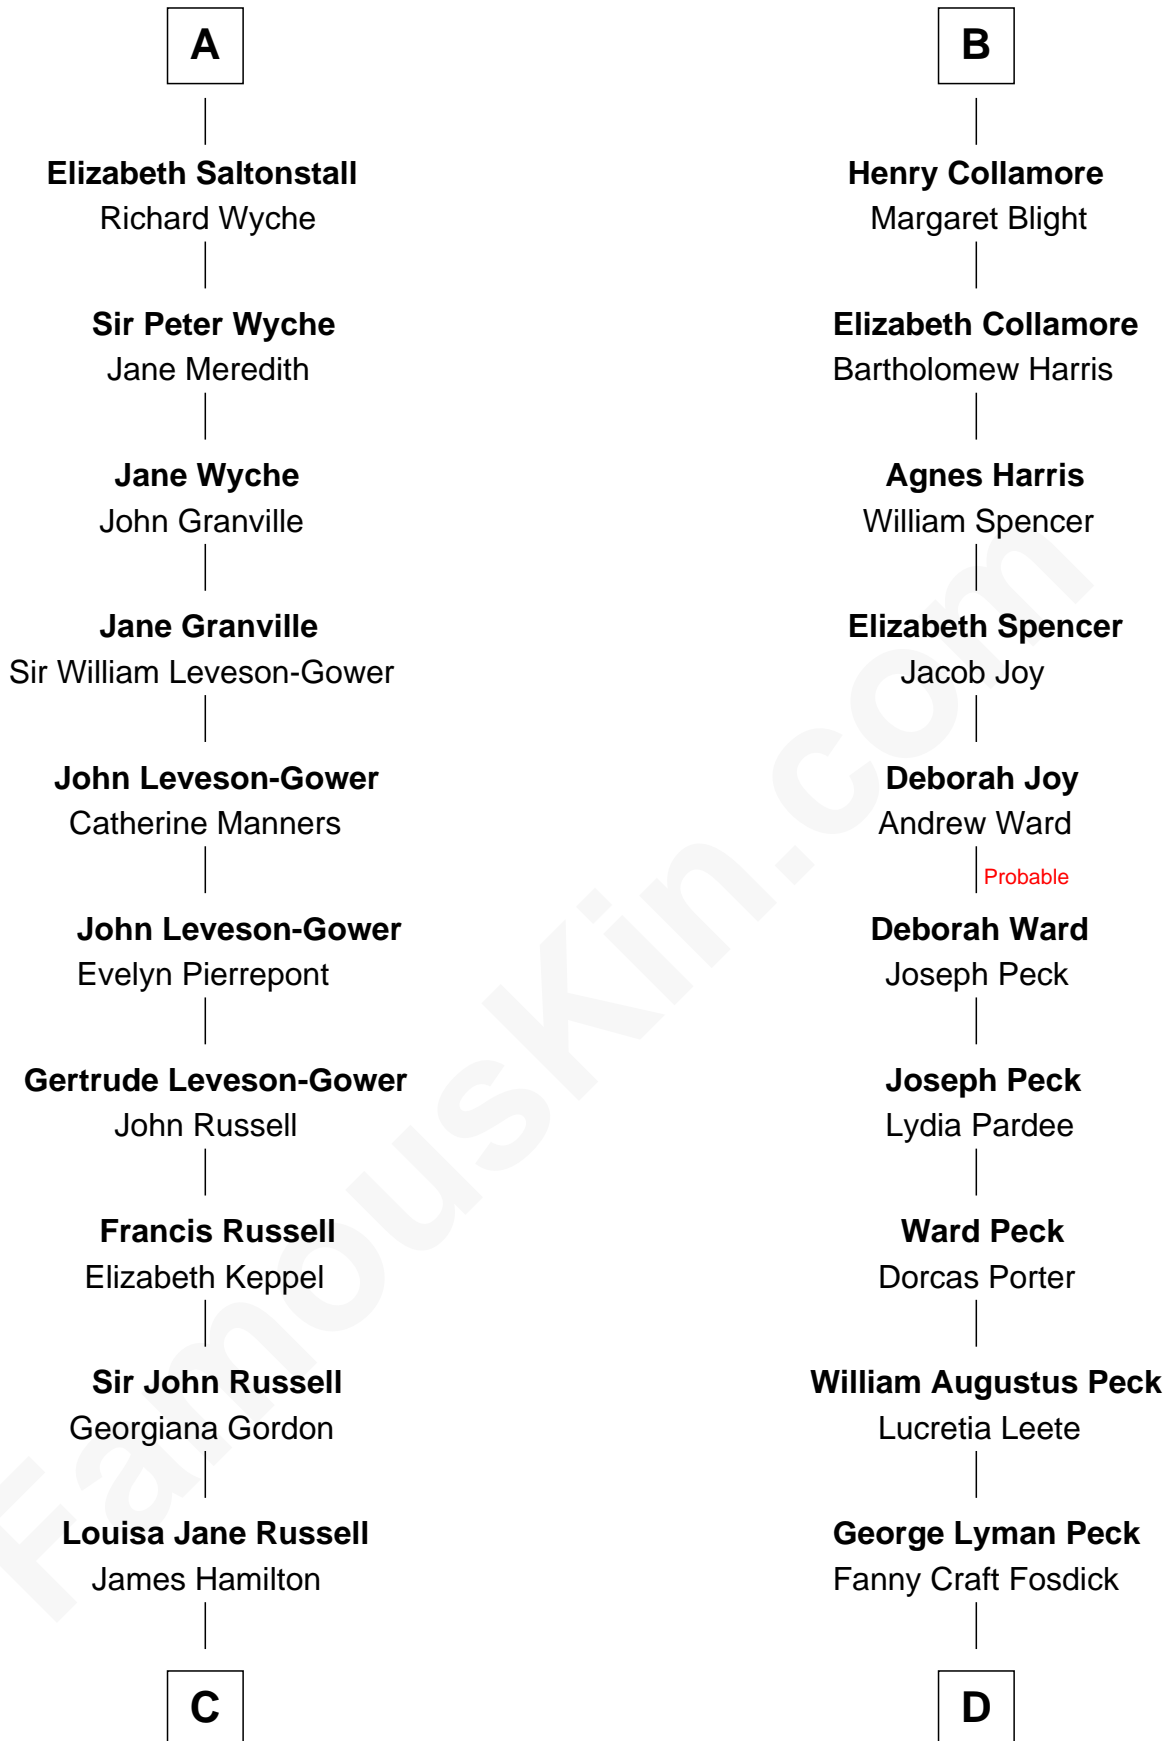 A
Elizabeth Saltonstall
Richard Wyche
Sir Peter Wyche
Jane Meredith
Jane Wyche
John Granville
Jane Granville
Sir William Leveson-Gower
John Leveson-Gower
Catherine Manners
John Leveson-Gower
Evelyn Pierrepont
Gertrude Leveson-Gower
John Russell
Francis Russell
Elizabeth Keppel
Sir John Russell
Georgiana Gordon
Louisa Jane Russell
James Hamilton
C
B
Henry Collamore
Margaret Blight
Elizabeth Collamore
Bartholomew Harris
Agnes Harris
William Spencer
Elizabeth Spencer
Jacob Joy
Deborah Joy
Andrew Ward
Probable
Deborah Ward
Joseph Peck
Joseph Peck
Lydia Pardee
Ward Peck
Dorcas Porter
William Augustus Peck
Lucretia Leete
George Lyman Peck
Fanny Craft Fosdick
D
FamousKin.com